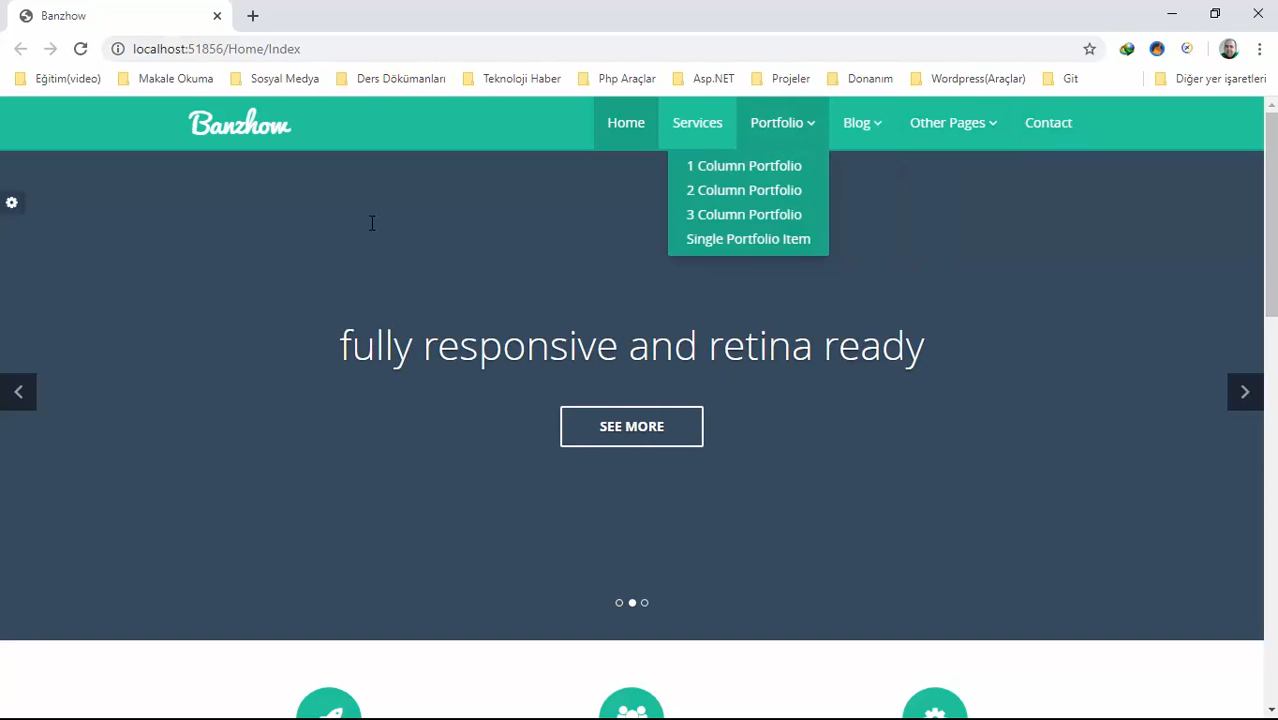 Banzhow
localhost:51856/Home/Index
Eğitim(video) Makale Okuma Sosyal Medya Ders Dökümanları Teknoloji Haber Php Araçlar Asp.NET Projeler Donanım Wordpress(Araçlar) Git Diğer yer işaretleri
Banzhow Home Services Portfolio Blog Other Pages Contact
1 Column Portfolio
2 Column Portfolio
3 Column Portfolio
Single Portfolio Item
fully responsive and retina ready
SEE MORE